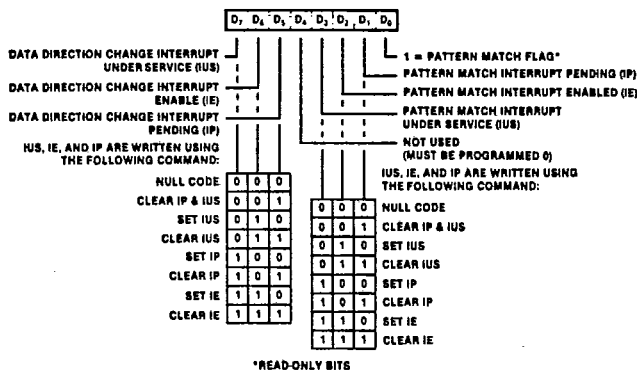 D₇ D₆ D₅ D₄ D₃ D₂ D₁ D₀
DATA DIRECTION CHANGE INTERRUPT
UNDER SERVICE (IUS)
DATA DIRECTION CHANGE INTERRUPT
ENABLE (IE)
DATA DIRECTION CHANGE INTERRUPT
PENDING (IP)
IUS, IE, AND IP ARE WRITTEN USING
THE FOLLOWING COMMAND:
NULL CODE 0 0 0
CLEAR IP & IUS 0 0 1
SET IUS 0 1 0
CLEAR IUS 0 1 1
SET IP 1 0 0
CLEAR IP 1 0 1
SET IE 1 1 0
CLEAR IE 1 1 1
1 = PATTERN MATCH FLAG*
PATTERN MATCH INTERRUPT PENDING (IP)
PATTERN MATCH INTERRUPT ENABLED (IE)
PATTERN MATCH INTERRUPT
UNDER SERVICE (IUS)
NOT USED
(MUST BE PROGRAMMED 0)
IUS, IE, AND IP ARE WRITTEN USING
THE FOLLOWING COMMAND:
0 0 0 NULL CODE
0 0 1 CLEAR IP & IUS
0 1 0 SET IUS
0 1 1 CLEAR IUS
1 0 0 SET IP
1 0 1 CLEAR IP
1 1 0 SET IE
1 1 1 CLEAR IE
*READ-ONLY BITS